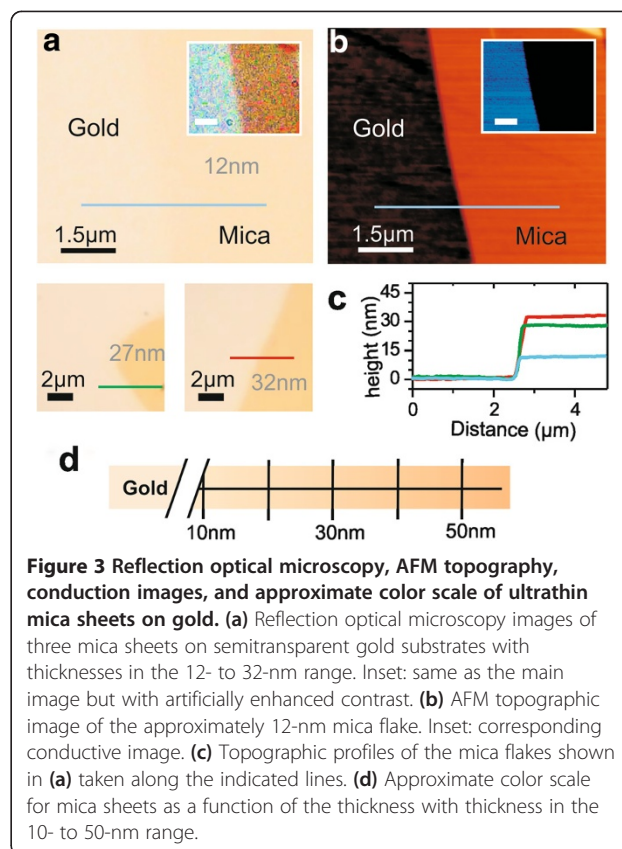 a
Gold
12nm
1.5µm
Mica
b
Gold
1.5µm
Mica
27nm
2µm
32nm
2µm
c
height (nm)
45
30
15
0
0 2 4
Distance (µm)
d
Gold
10nm 30nm 50nm
Figure 3 Reflection optical microscopy, AFM topography,
conduction images, and approximate color scale of ultrathin
mica sheets on gold. (a) Reflection optical microscopy images of
three mica sheets on semitransparent gold substrates with
thicknesses in the 12- to 32-nm range. Inset: same as the main
image but with artificially enhanced contrast. (b) AFM topographic
image of the approximately 12-nm mica flake. Inset: corresponding
conductive image. (c) Topographic profiles of the mica flakes shown
in (a) taken along the indicated lines. (d) Approximate color scale
for mica sheets as a function of the thickness with thickness in the
10- to 50-nm range.